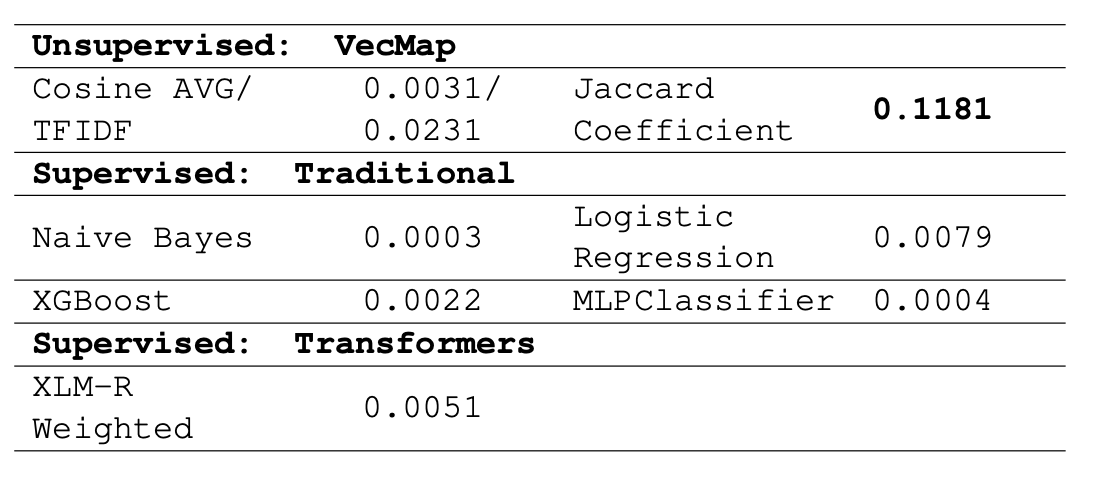 Unsupervised: VecMap
Cosine AVG/ 0.0031/ Jaccard
TFIDF 0.0231 Coefficient 0.1181
Supervised: Traditional
Naive Bayes 0.0003 Logistic Regression 0.0079
XGBoost 0.0022 MLPClassifier 0.0004
Supervised: Transformers
XLM-R Weighted 0.0051